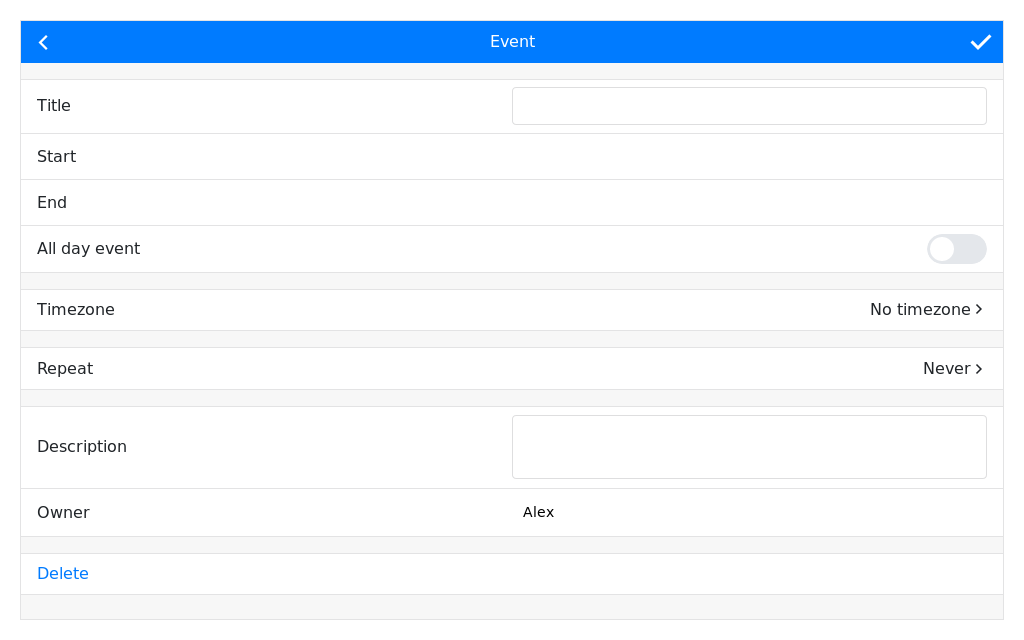 Event
Title
Start
End
All day event
Timezone No timezone
Repeat Never
Description
Owner Alex
Delete